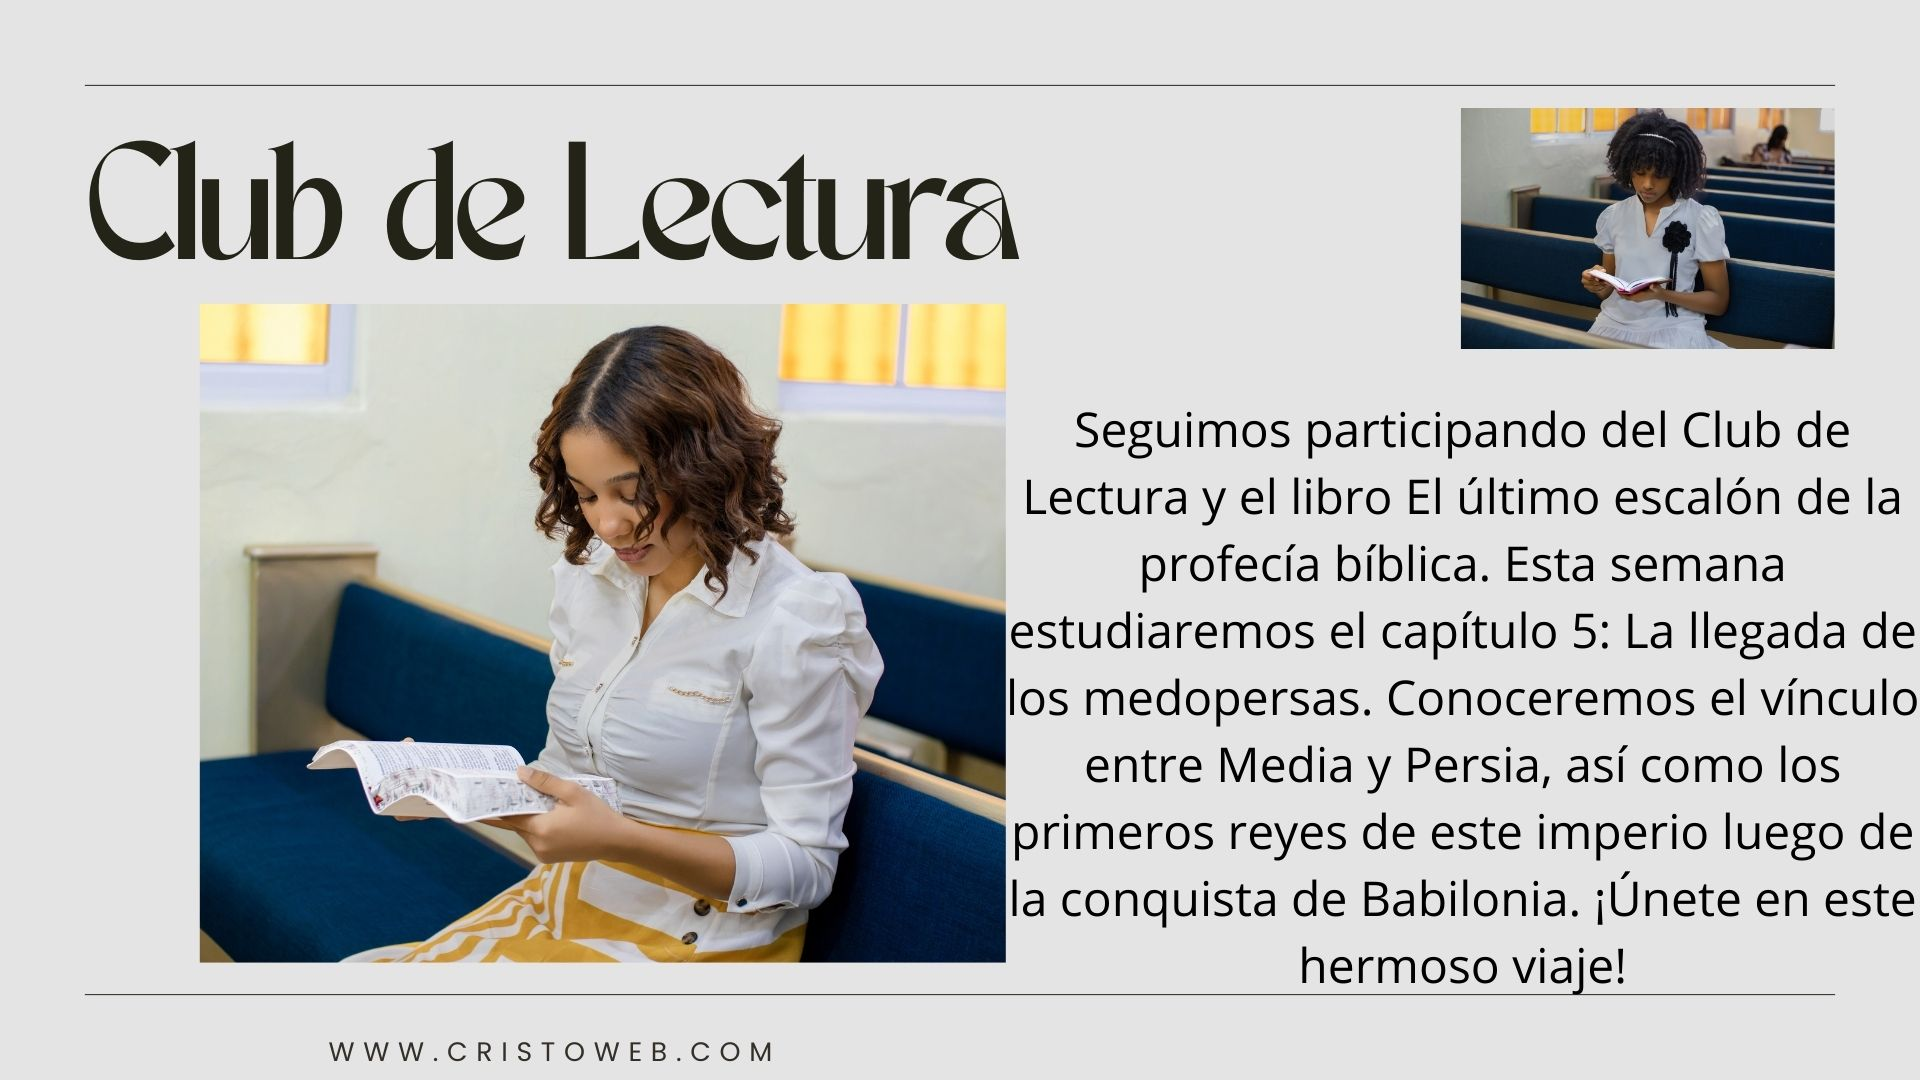 Club de Lectura
Seguimos participando del Club de
Lectura y el libro El último escalón de la
profecía bíblica. Esta semana
estudiaremos el capítulo 5: La llegada de
los medopersas. Conoceremos el vínculo
entre Media y Persia, así como los
primeros reyes de este imperio luego de
la conquista de Babilonia. ¡Únete en este
hermoso viaje!
WWW.CRISTOWEB.COM